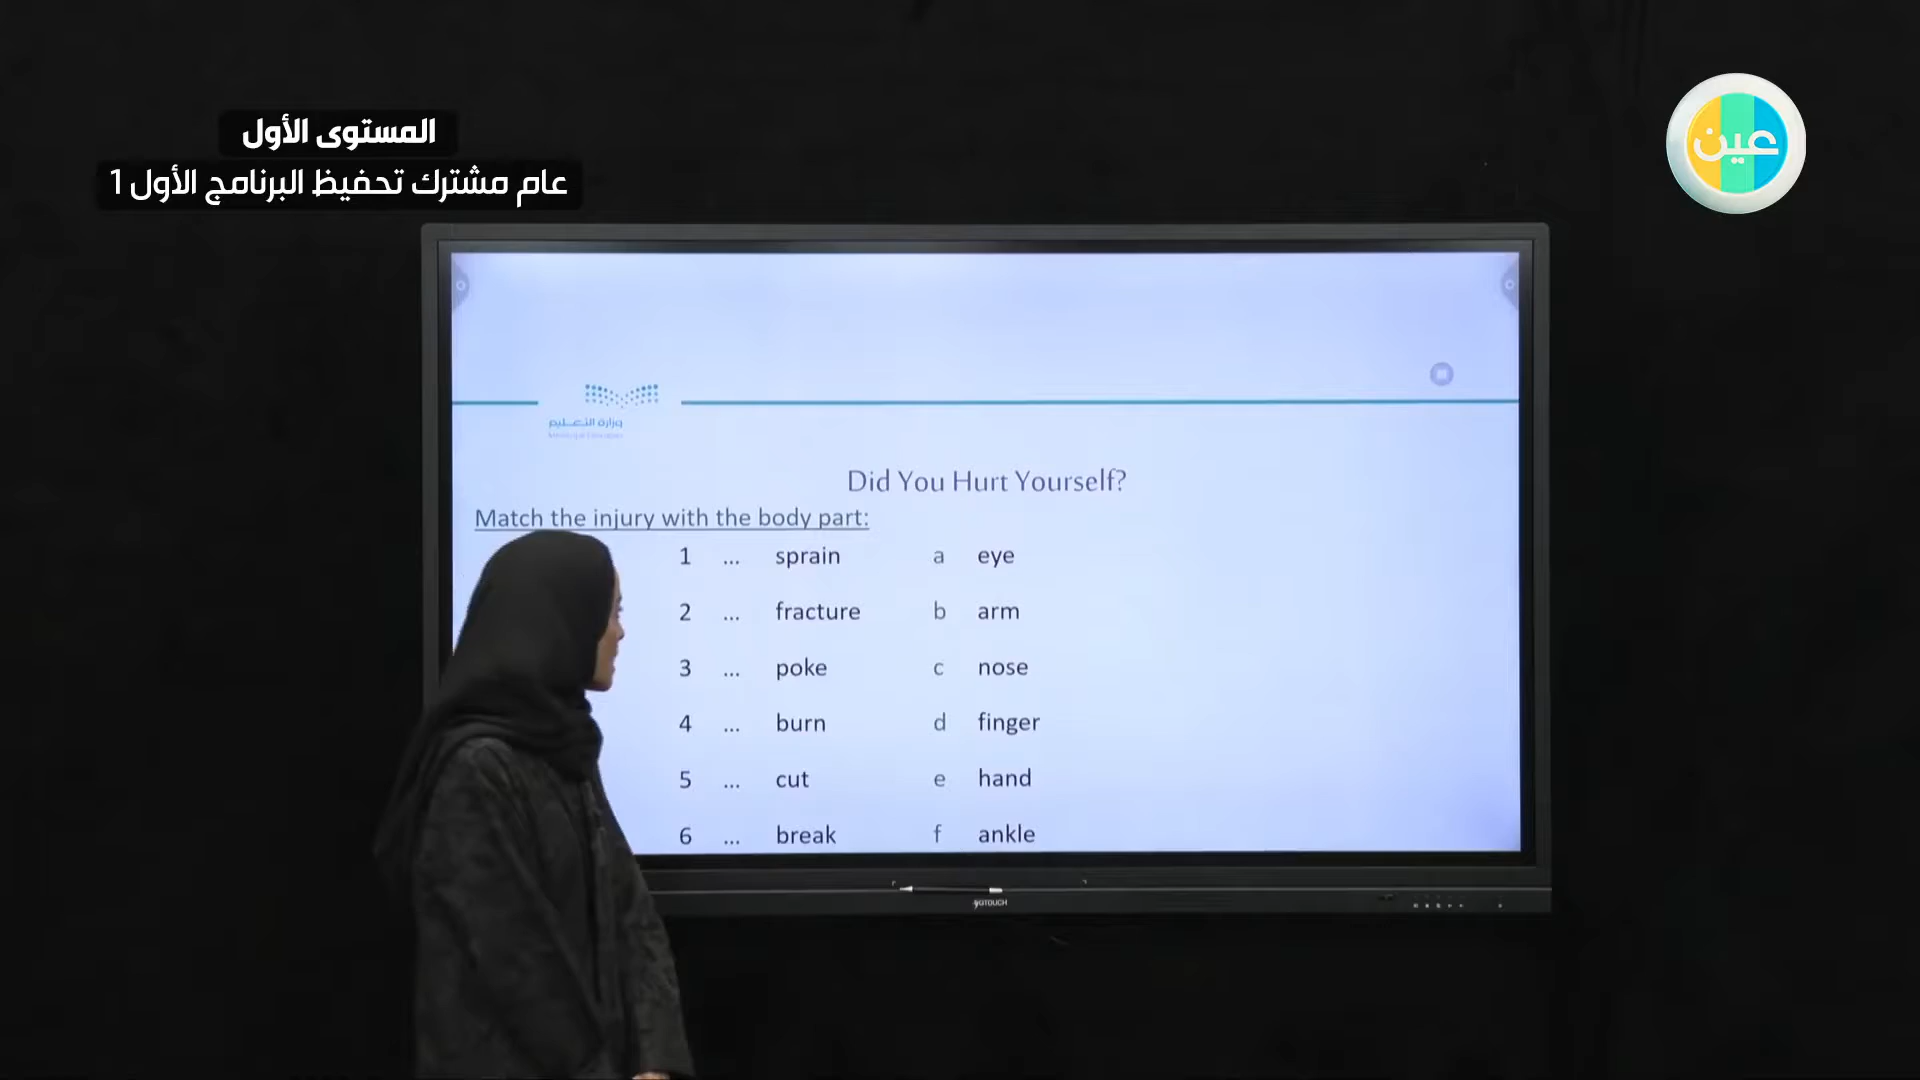 المستوى الأول
عام مشترك تحفيظ البرنامج الأول 1
عين
وزارة التعليم
Did You Hurt Yourself?
Match the injury with the body part:
1 ... sprain a eye
2 ... fracture b arm
3 ... poke c nose
4 ... burn d finger
5 ... cut e hand
6 ... break f ankle